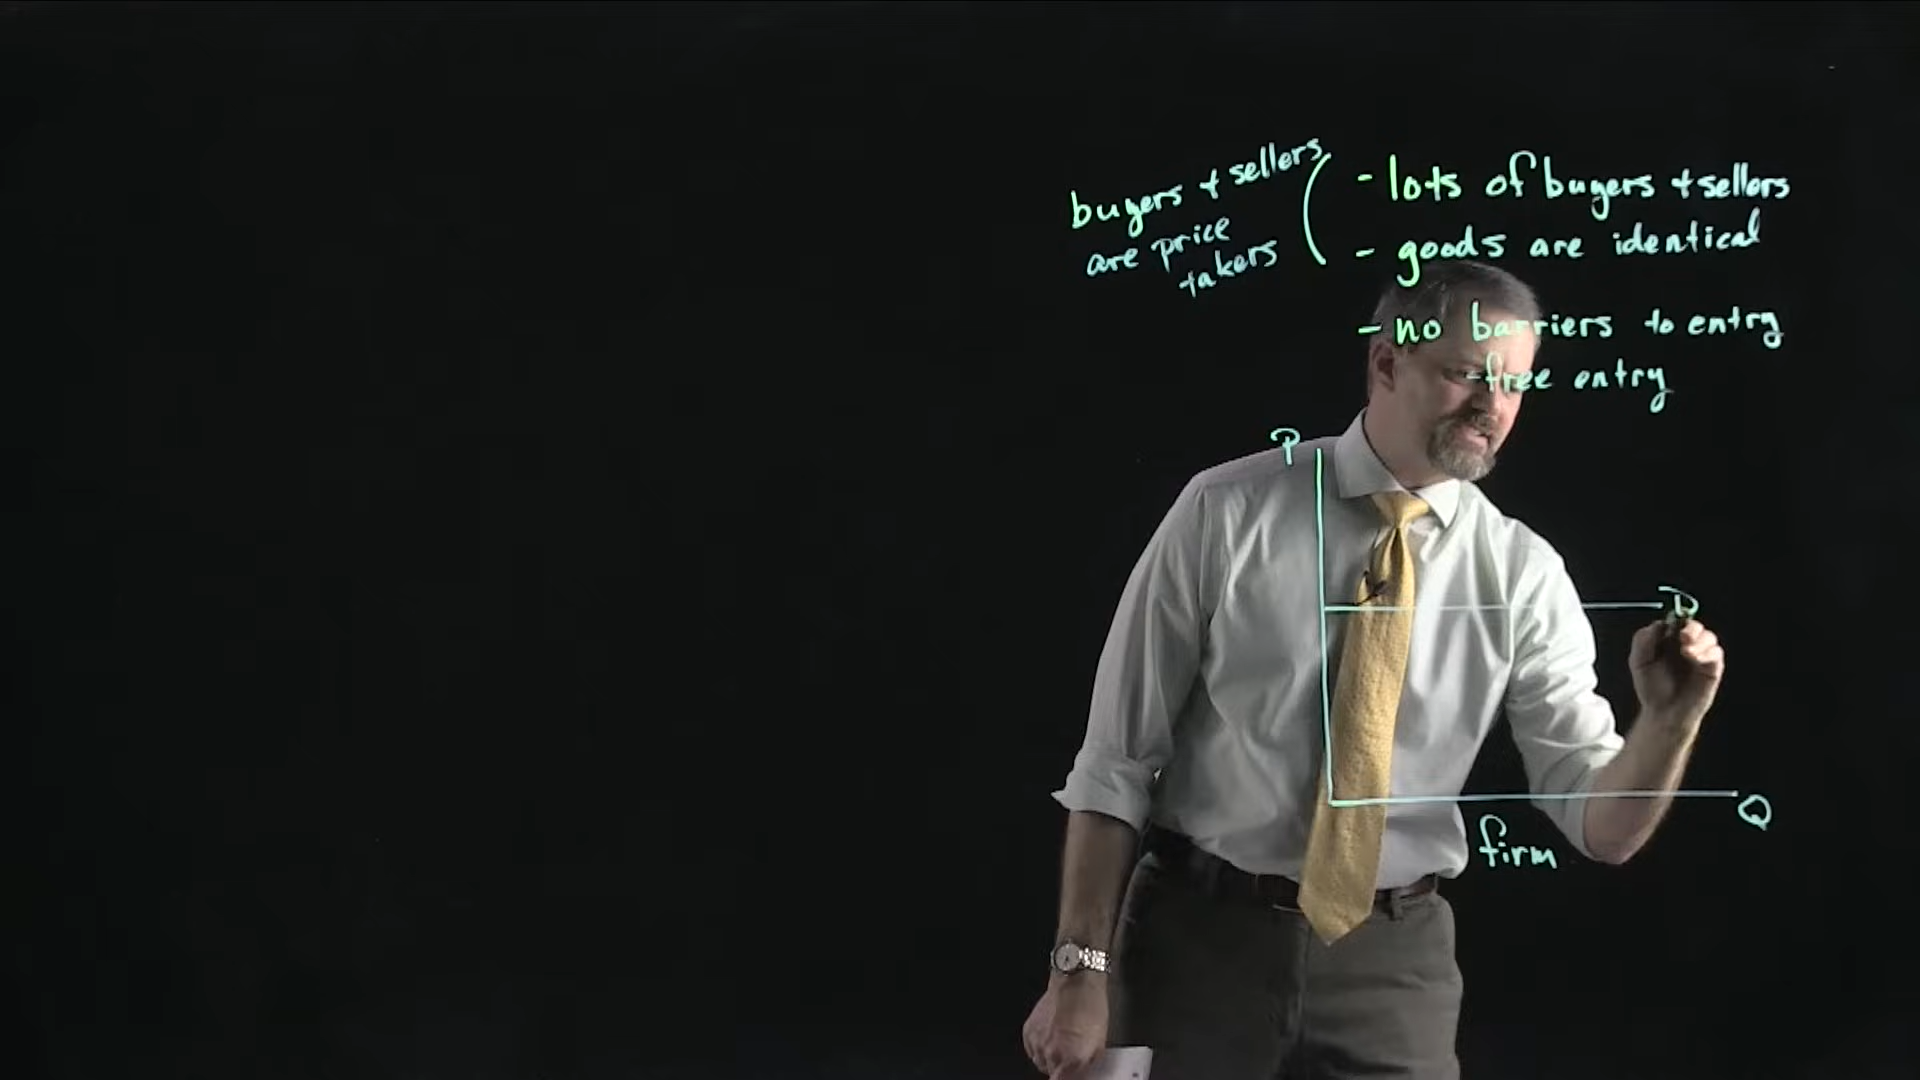 buyers + sellers
are price
takers
- lots of buyers + sellers
- goods are identical
- no barriers to entry
- free entry
P
D
Q
firm